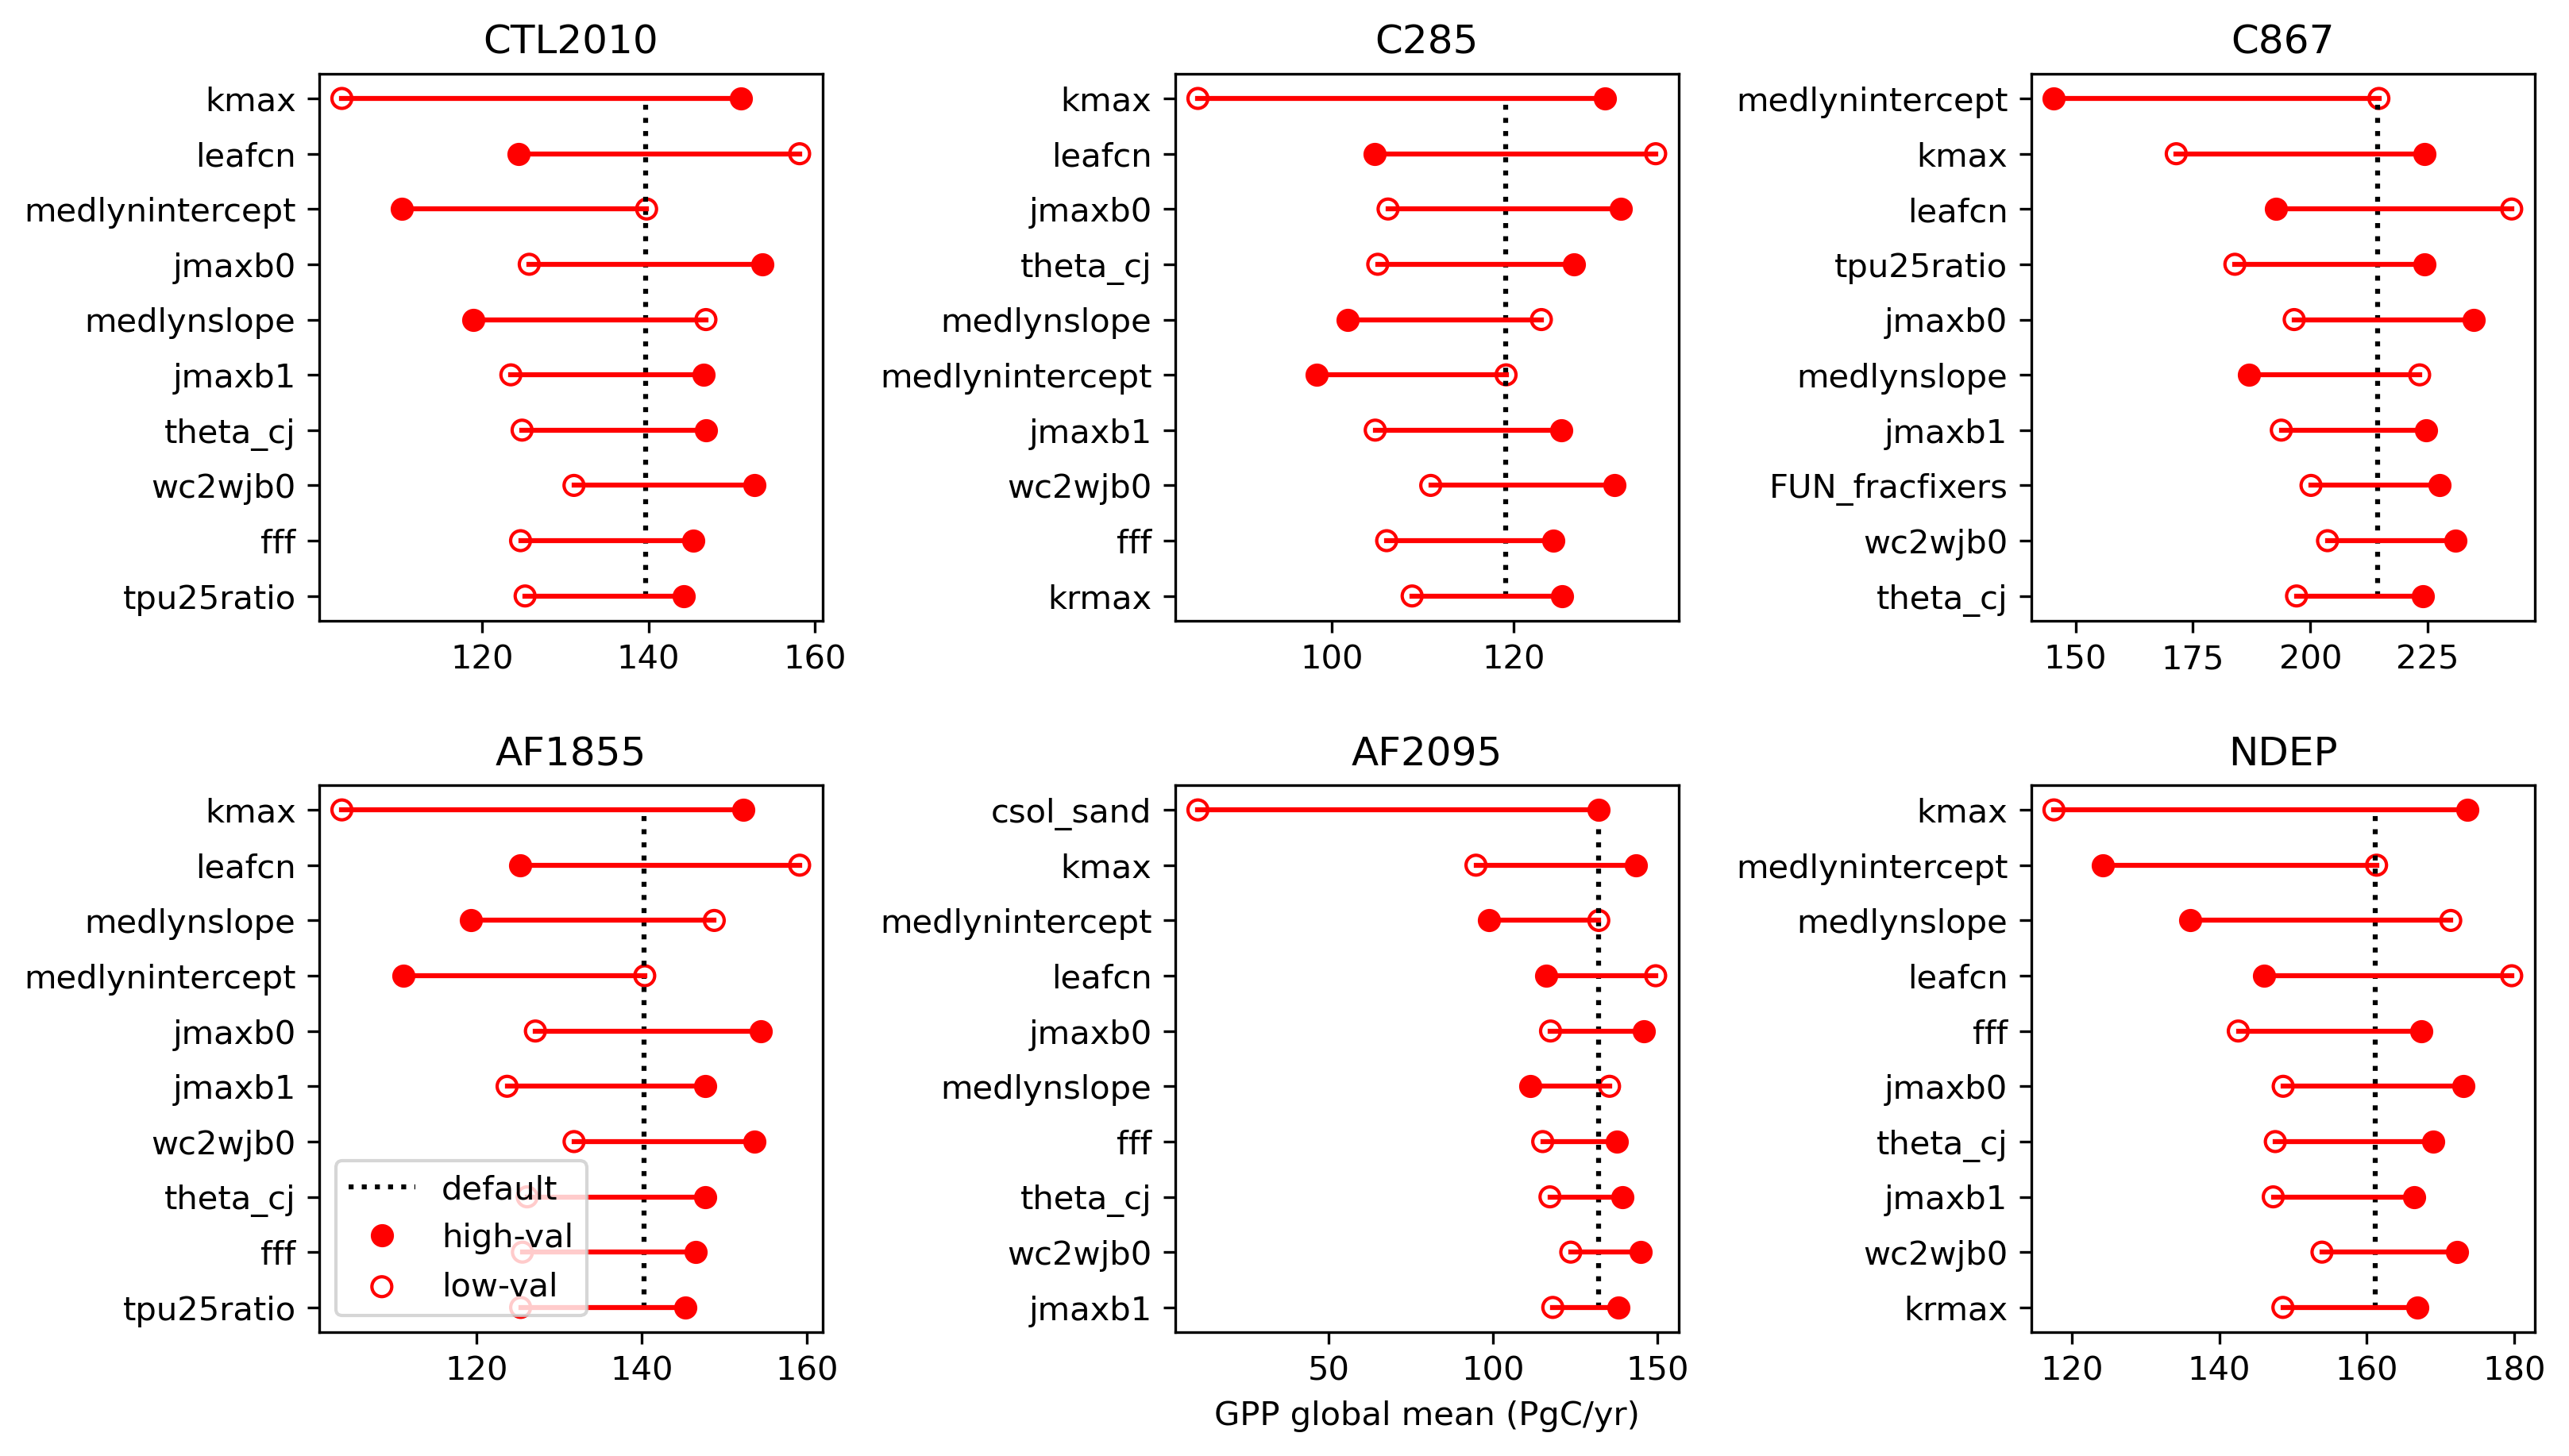 CTL2010
kmax
leafcn
medlynintercept
jmaxb0
medlynslope
jmaxb1
theta_cj
wc2wjb0
fff
tpu25ratio
120 140 160
C285
kmax
leafcn
jmaxb0
theta_cj
medlynslope
medlynintercept
jmaxb1
wc2wjb0
fff
krmax
100 120
C867
medlynintercept
kmax
leafcn
tpu25ratio
jmaxb0
medlynslope
jmaxb1
FUN_fracfixers
wc2wjb0
theta_cj
150 175 200 225
AF1855
kmax
leafcn
medlynslope
medlynintercept
jmaxb0
jmaxb1
wc2wjb0
theta_cj
fff
tpu25ratio
default
high-val
low-val
120 140 160
AF2095
csol_sand
kmax
medlynintercept
leafcn
jmaxb0
medlynslope
fff
theta_cj
wc2wjb0
jmaxb1
50 100 150
GPP global mean (PgC/yr)
NDEP
kmax
medlynintercept
medlynslope
leafcn
fff
jmaxb0
theta_cj
jmaxb1
wc2wjb0
krmax
120 140 160 180